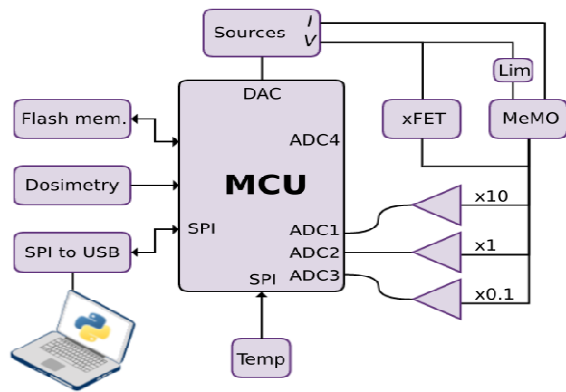 Sources
I
V
Lim
DAC
Flash mem.
xFET
MeMO
ADC4
Dosimetry
MCU
x10
SPI
ADC1
SPI to USB
ADC2
x1
SPI
ADC3
x0.1
Temp